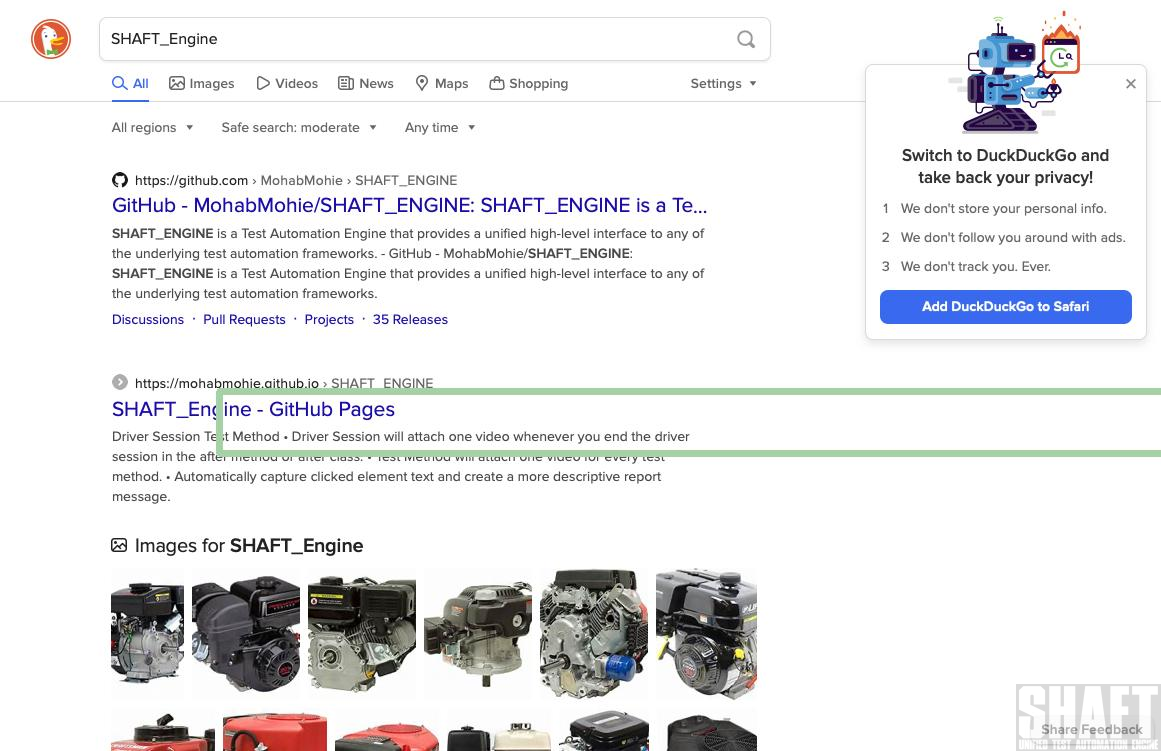 SHAFT_Engine
All Images Videos News Maps Shopping Settings
All regions Safe search: moderate Any time
https://github.com › MohabMohie › SHAFT_ENGINE
GitHub - MohabMohie/SHAFT_ENGINE: SHAFT_ENGINE is a Te...
SHAFT_ENGINE is a Test Automation Engine that provides a unified high-level interface to any of
the underlying test automation frameworks. - GitHub - MohabMohie/SHAFT_ENGINE:
SHAFT_ENGINE is a Test Automation Engine that provides a unified high-level interface to any of
the underlying test automation frameworks.
Discussions · Pull Requests · Projects · 35 Releases
https://mohabmohie.github.io › SHAFT_ENGINE
SHAFT_Engine - GitHub Pages
Driver Session Test Method • Driver Session will attach one video whenever you end the driver
session in the after method or after class. • Test Method will attach one video for every test
method. • Automatically capture clicked element text and create a more descriptive report
message.
Images for SHAFT_Engine
Switch to DuckDuckGo and
take back your privacy!
1 We don't store your personal info.
2 We don't follow you around with ads.
3 We don't track you. Ever.
Add DuckDuckGo to Safari
SHAFT
Share Feedback
UNIFIED TEST AUTOMATION ENGINE